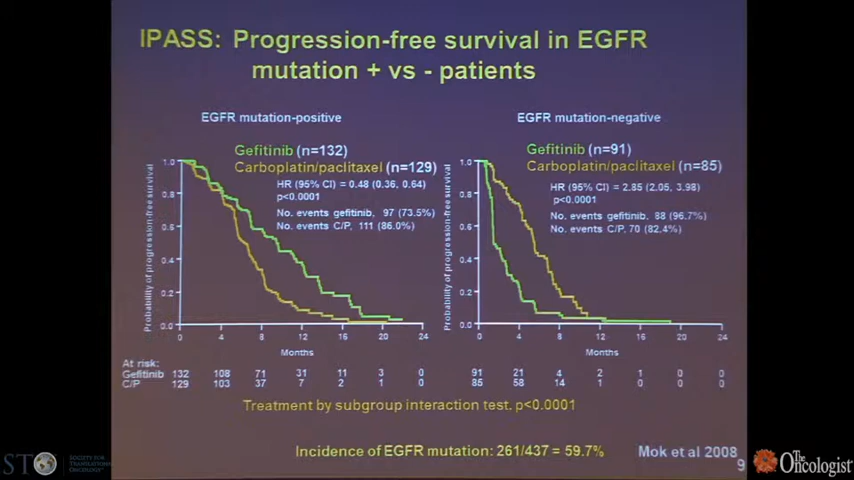 IPASS: Progression-free survival in EGFR
mutation + vs - patients
EGFR mutation-positive
Gefitinib (n=132)
Carboplatin/paclitaxel (n=129)
HR (95% CI) = 0.48 (0.36, 0.64)
p<0.0001
No. events gefitinib, 97 (73.5%)
No. events C/P, 111 (86.0%)
Probability of progression-free survival
1.0
0.8
0.6
0.4
0.2
0.0
0 4 8 12 16 20 24
Months
EGFR mutation-negative
Gefitinib (n=91)
Carboplatin/paclitaxel (n=85)
HR (95% CI) = 2.85 (2.05, 3.98)
p<0.0001
No. events gefitinib, 88 (96.7%)
No. events C/P, 70 (82.4%)
Probability of progression-free survival
1.0
0.8
0.6
0.4
0.2
0.0
0 4 8 12 16 20 24
Months
At risk:
Gefitinib 132 108 71 31 11 3 0 91 21 4 2 1 0 0
C/P 129 103 37 7 2 1 0 85 58 14 1 0 0 0
Treatment by subgroup interaction test, p<0.0001
Incidence of EGFR mutation: 261/437 = 59.7%
Mok et al 2008
9
STO
SOCIETY FOR
TRANSLATIONAL
ONCOLOGY
The
Oncologist